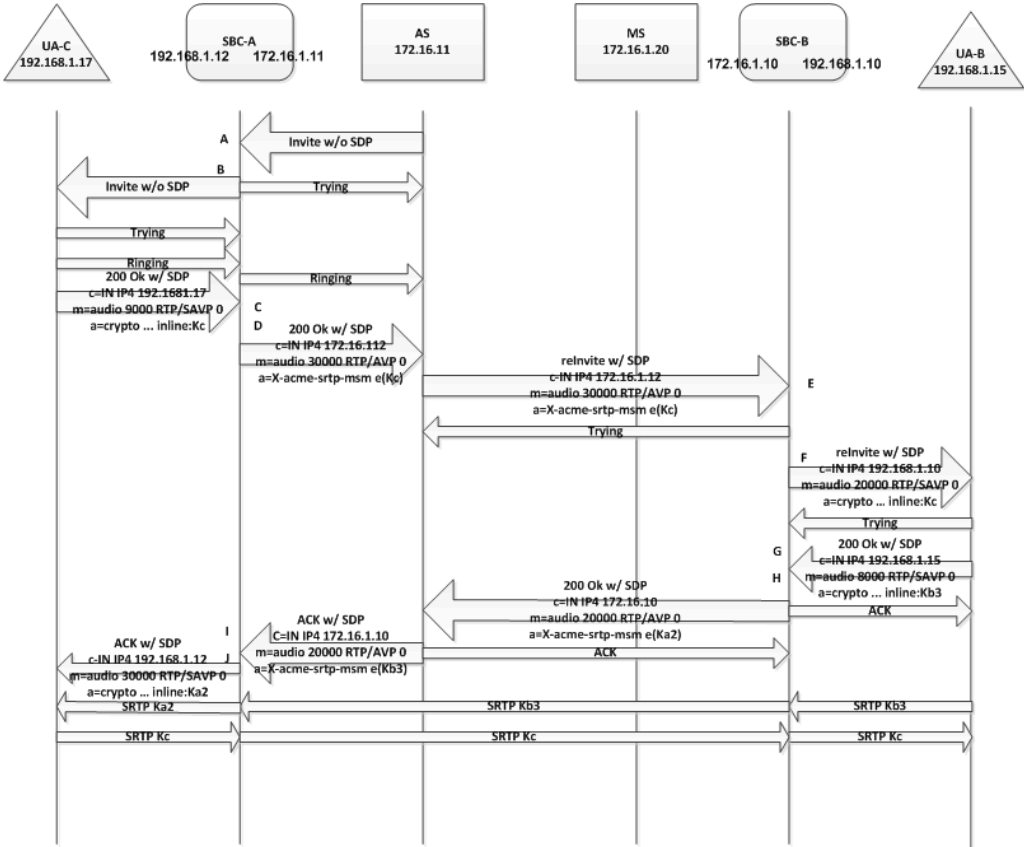 UA-C
192.168.1.17
SBC-A
192.168.1.12 172.16.1.11
AS
172.16.11
MS
172.16.1.20
SBC-B
172.16.1.10 192.168.1.10
UA-B
192.168.1.15
A
Invite w/o SDP
B
Invite w/o SDP
Trying
Trying
Ringing
Ringing
200 Ok w/ SDP
c=IN IP4 192.1681.17
m=audio 9000 RTP/SAVP 0
a=crypto ... inline:Kc
C
D
200 Ok w/ SDP
c=IN IP4 172.16.112
m=audio 30000 RTP/AVP 0
a=X-acme-srtp-msm e(Kc)
reInvite w/ SDP
c-IN IP4 172.16.1.12
m=audio 30000 RTP/AVP 0
a=X-acme-srtp-msm e(Kc)
E
Trying
F
reInvite w/ SDP
c=IN IP4 192.168.1.10
m=audio 20000 RTP/SAVP 0
a=crypto ... inline:Kc
Trying
G
200 Ok w/ SDP
c=IN IP4 192.168.1.15
m=audio 8000 RTP/SAVP 0
a=crypto ... inline:Kb3
H
200 Ok w/ SDP
c=IN IP4 172.16.10
m=audio 20000 RTP/AVP 0
a=X-acme-srtp-msm e(Ka2)
ACK
I
ACK w/ SDP
C=IN IP4 172.16.1.10
m=audio 20000 RTP/AVP 0
a=X-acme-srtp-msm e(Kb3)
ACK
J
ACK w/ SDP
c-IN IP4 192.168.1.12
m=audio 30000 RTP/SAVP 0
a=crypto ... inline:Ka2
SRTP Ka2
SRTP Kb3
SRTP Kb3
SRTP Kc
SRTP Kc
SRTP Kc